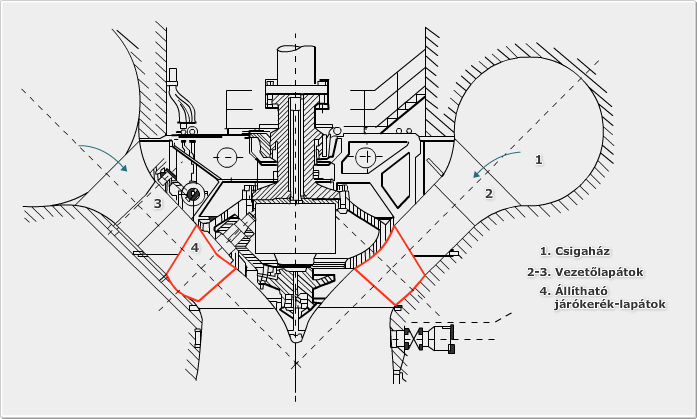 1
2
3
4
1. Csigaház
2-3. Vezetőlapátok
4. Állítható
járókerék-lapátok